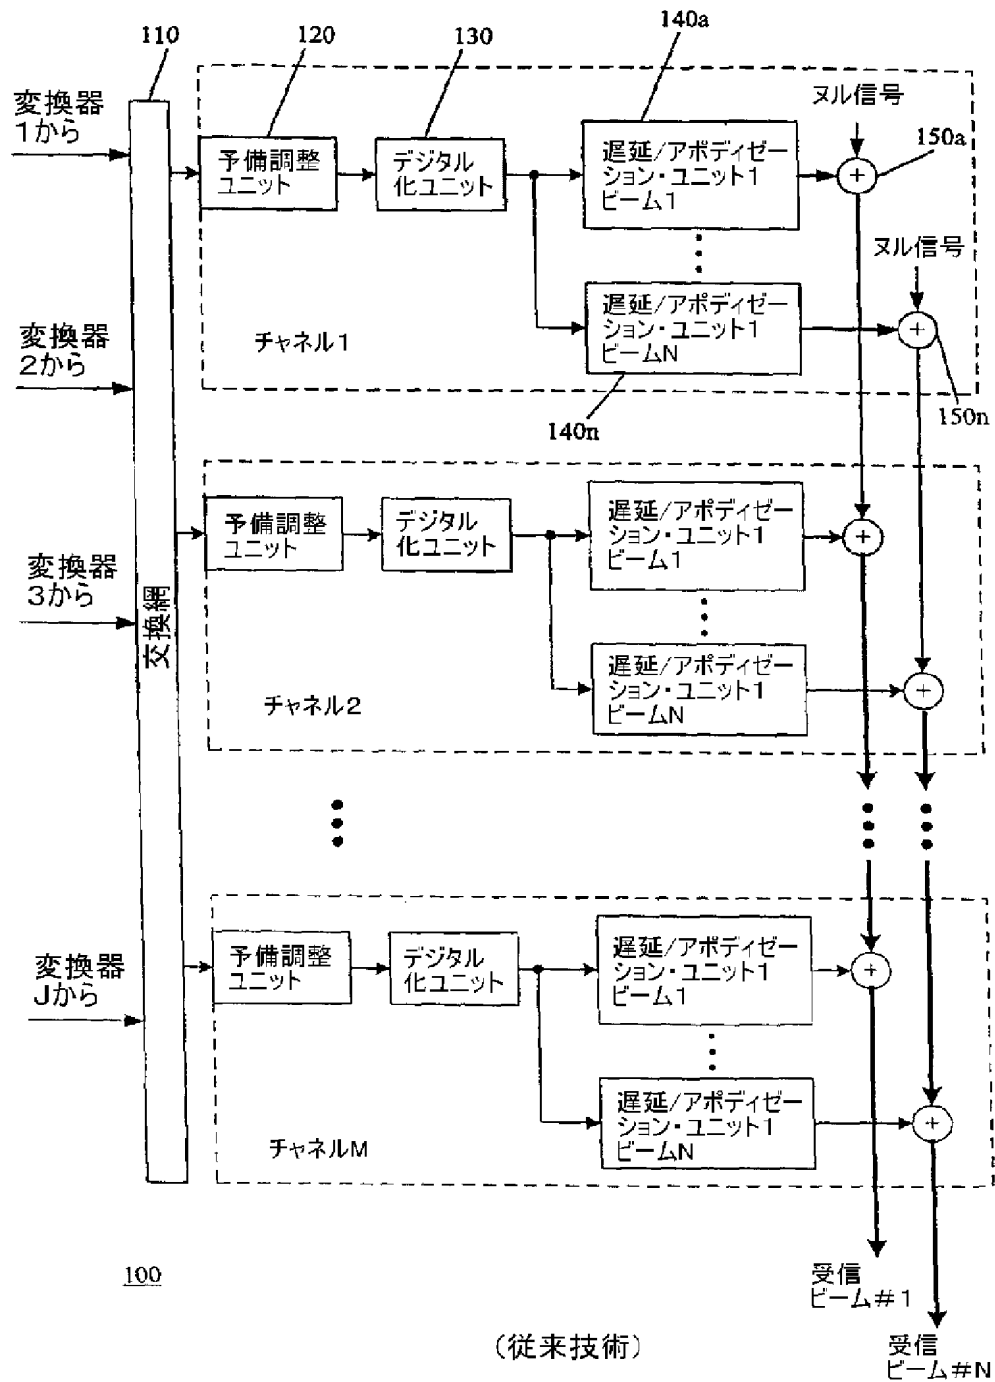 110
120
130
140a
変換器
1から
予備調整
ユニット
デジタル
化ユニット
遅延/アポディゼー
ション・ユニット1
ビーム1
ヌル信号
+
150a
ヌル信号
チャネル1
遅延/アポディゼー
ション・ユニット1
ビームN
+
140n
150n
変換器
2から
予備調整
ユニット
デジタル
化ユニット
遅延/アポディゼー
ション・ユニット1
ビーム1
+
変換器
3から
交換網
チャネル2
遅延/アポディゼー
ション・ユニット1
ビームN
+
変換器
Jから
予備調整
ユニット
デジタル
化ユニット
遅延/アポディゼー
ション・ユニット1
ビーム1
+
チャネルM
遅延/アポディゼー
ション・ユニット1
ビームN
+
100
受信
ビーム#1
(従来技術)
受信
ビーム#N